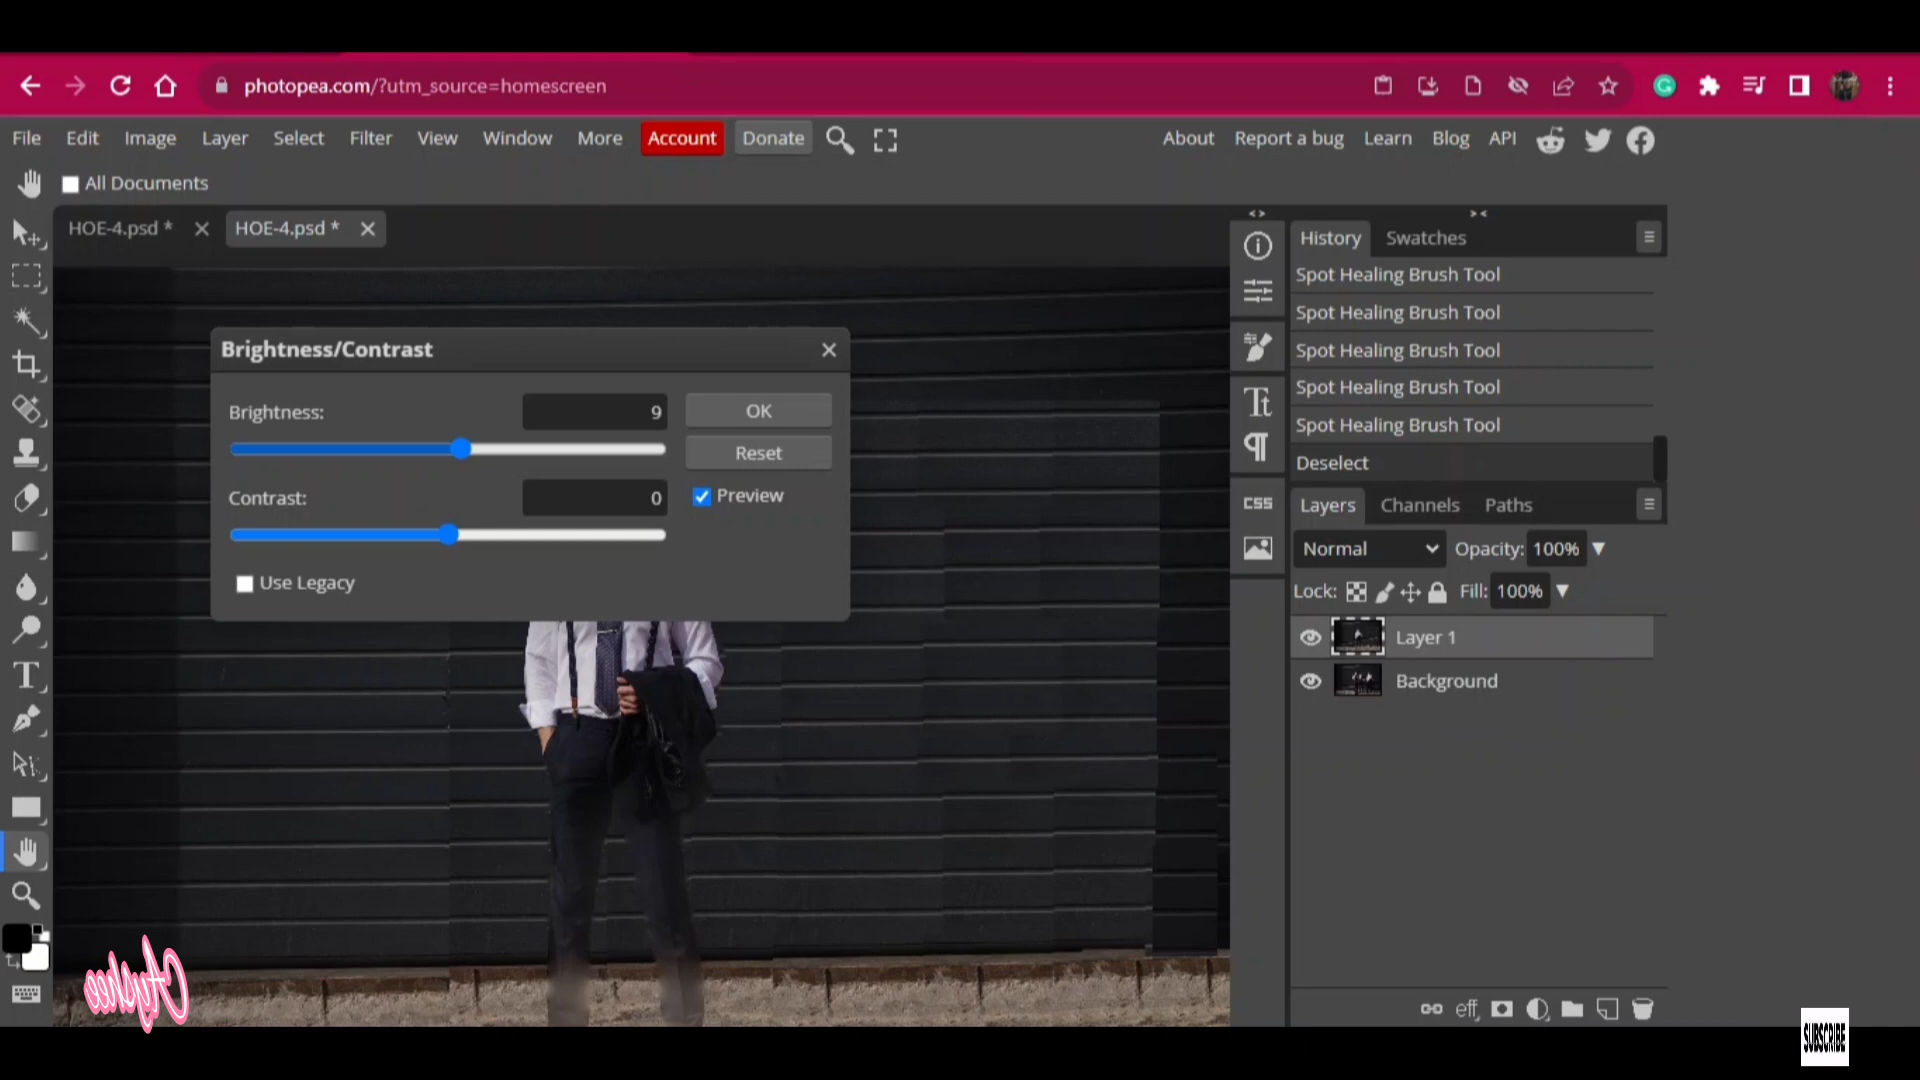 photopea.com/?utm_source=homescreen
File Edit Image Layer Select Filter View Window More Account Donate About Report a bug Learn Blog API
All Documents
HOE-4.psd * HOE-4.psd *
History Swatches
Spot Healing Brush Tool
Spot Healing Brush Tool
Spot Healing Brush Tool
Spot Healing Brush Tool
Spot Healing Brush Tool
Deselect
Brightness/Contrast
Brightness: 9 OK
Reset
Contrast: 0 Preview
Use Legacy
CSS
Layers Channels Paths
Normal Opacity: 100%
Lock: Fill: 100%
Layer 1
Background
eff
Ayshee
SUBSCRIBE